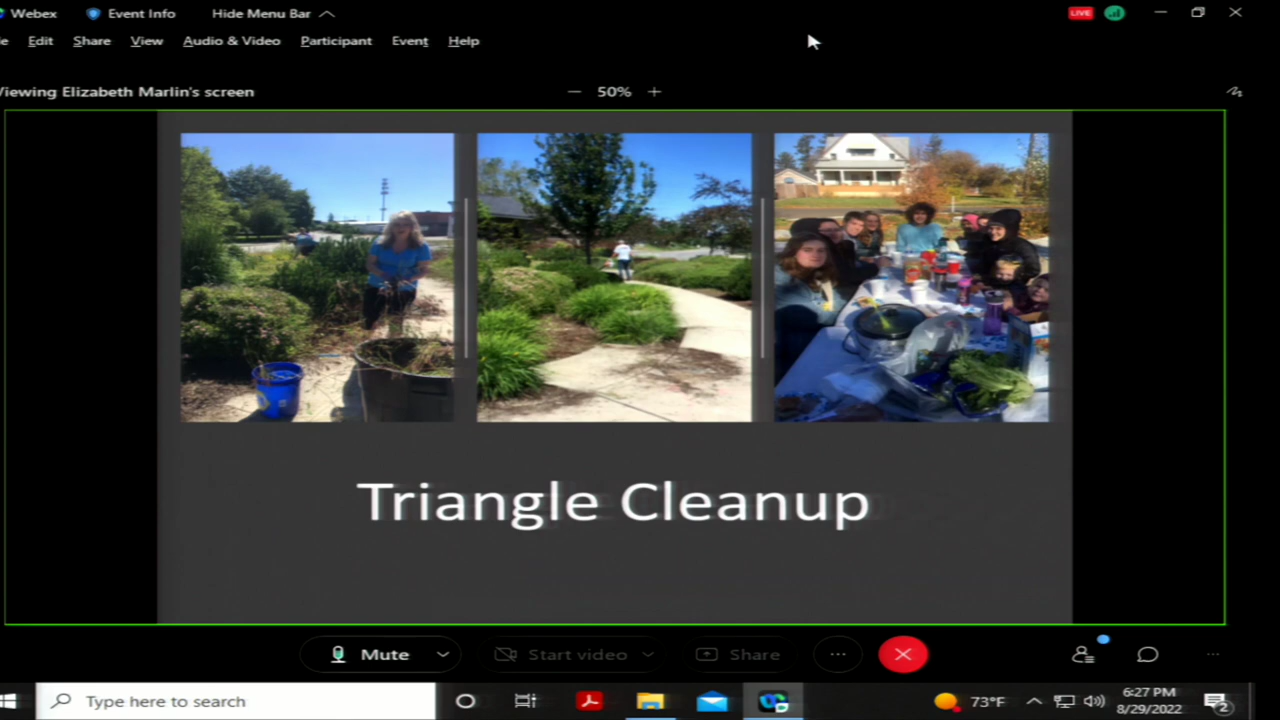 Webex Event Info Hide Menu Bar LIVE
Edit Share View Audio & Video Participant Event Help
Viewing Elizabeth Marlin's screen 50%
Triangle Cleanup
Mute Start video Share
Type here to search 73°F 6:27 PM
8/29/2022 2